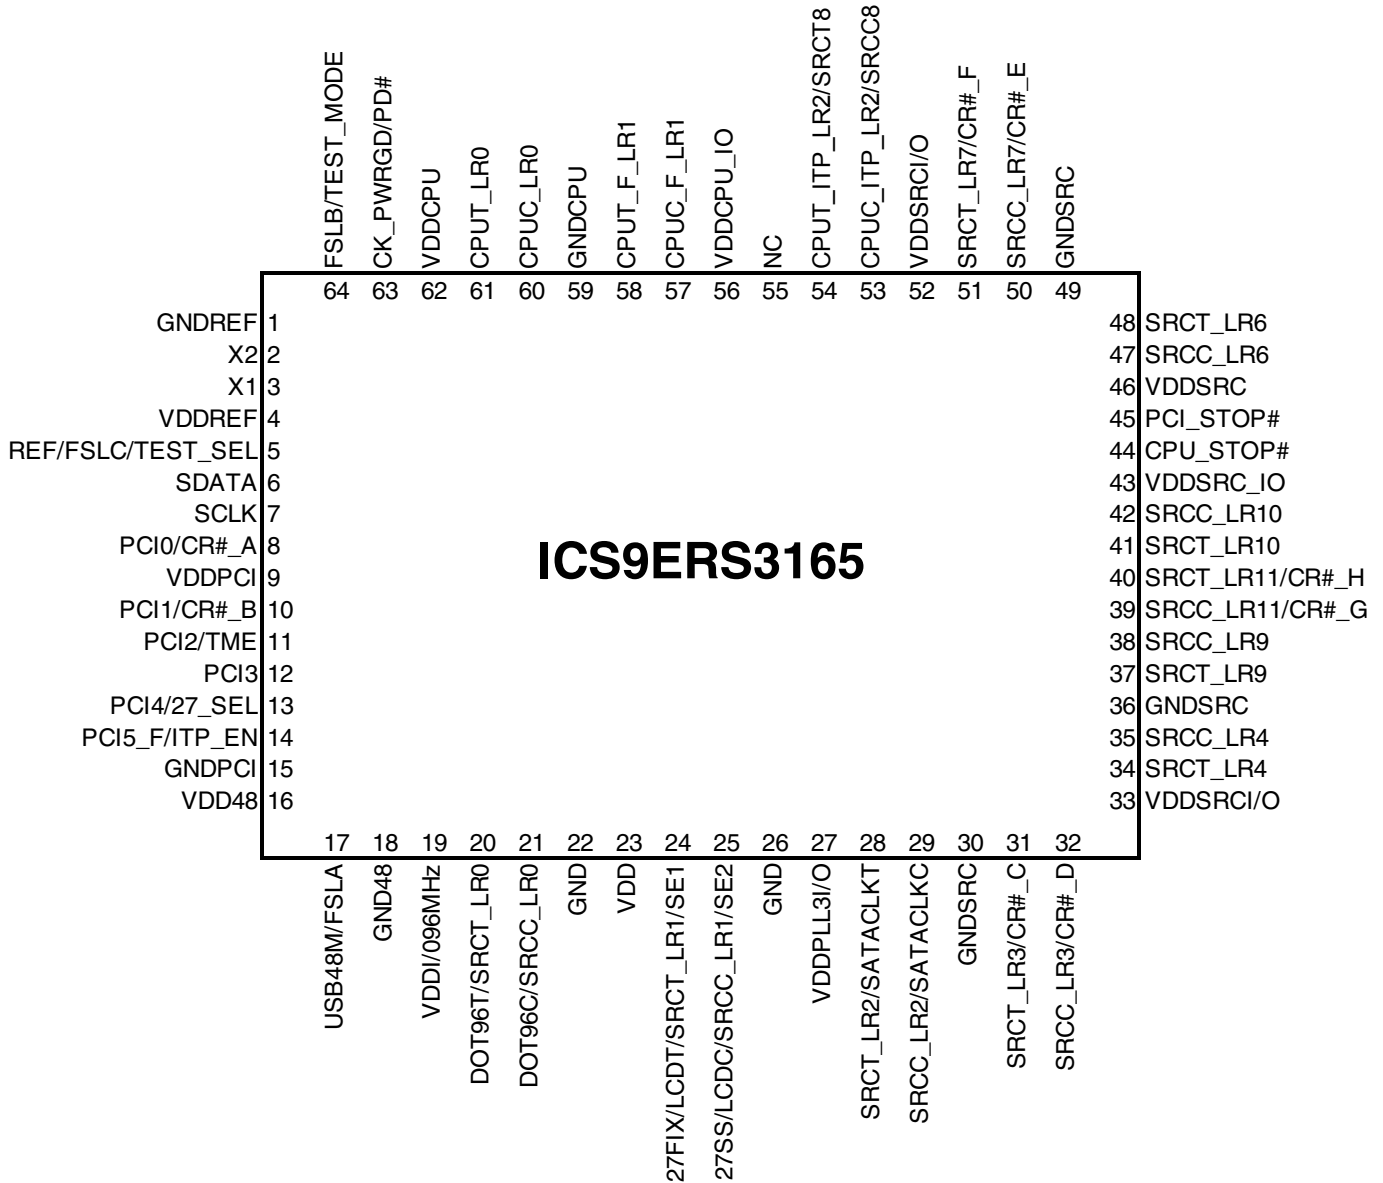 FSLB/TEST_MODE
CK_PWRGD/PD#
VDDCPU
CPUT_LR0
CPUC_LR0
GNDCPU
CPUT_F_LR1
CPUC_F_LR1
VDDCPU_IO
NC
CPUT_ITP_LR2/SRCT8
CPUC_ITP_LR2/SRCC8
VDDSRCI/O
SRCT_LR7/CR#_F
SRCC_LR7/CR#_E
GNDSRC
64 63 62 61 60 59 58 57 56 55 54 53 52 51 50 49
GNDREF 1
X2 2
X1 3
VDDREF 4
REF/FSLC/TEST_SEL 5
SDATA 6
SCLK 7
PCI0/CR#_A 8
VDDPCI 9
PCI1/CR#_B 10
PCI2/TME 11
PCI3 12
PCI4/27_SEL 13
PCI5_F/ITP_EN 14
GNDPCI 15
VDD48 16
ICS9ERS3165
48 SRCT_LR6
47 SRCC_LR6
46 VDDSRC
45 PCI_STOP#
44 CPU_STOP#
43 VDDSRC_IO
42 SRCC_LR10
41 SRCT_LR10
40 SRCT_LR11/CR#_H
39 SRCC_LR11/CR#_G
38 SRCC_LR9
37 SRCT_LR9
36 GNDSRC
35 SRCC_LR4
34 SRCT_LR4
33 VDDSRCI/O
17 18 19 20 21 22 23 24 25 26 27 28 29 30 31 32
USB48M/FSLA
GND48
VDDI/096MHz
DOT96T/SRCT_LR0
DOT96C/SRCC_LR0
GND
VDD
27FIX/LCDT/SRCT_LR1/SE1
27SS/LCDC/SRCC_LR1/SE2
GND
VDDPLL3I/O
SRCT_LR2/SATACLKT
SRCC_LR2/SATACLKC
GNDSRC
SRCT_LR3/CR#_C
SRCC_LR3/CR#_D